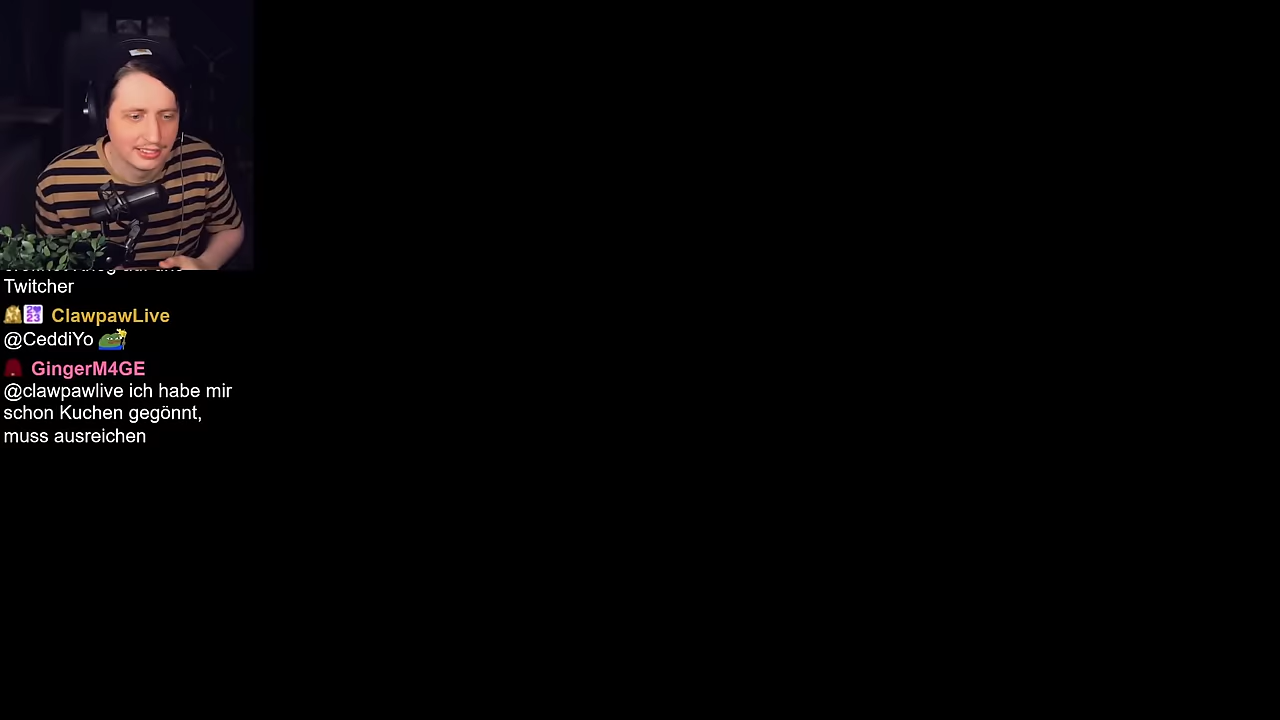 Twitcher
ClawpawLive
@CeddiYo
GingerM4GE
@clawpawlive ich habe mir
schon Kuchen gegönnt,
muss ausreichen